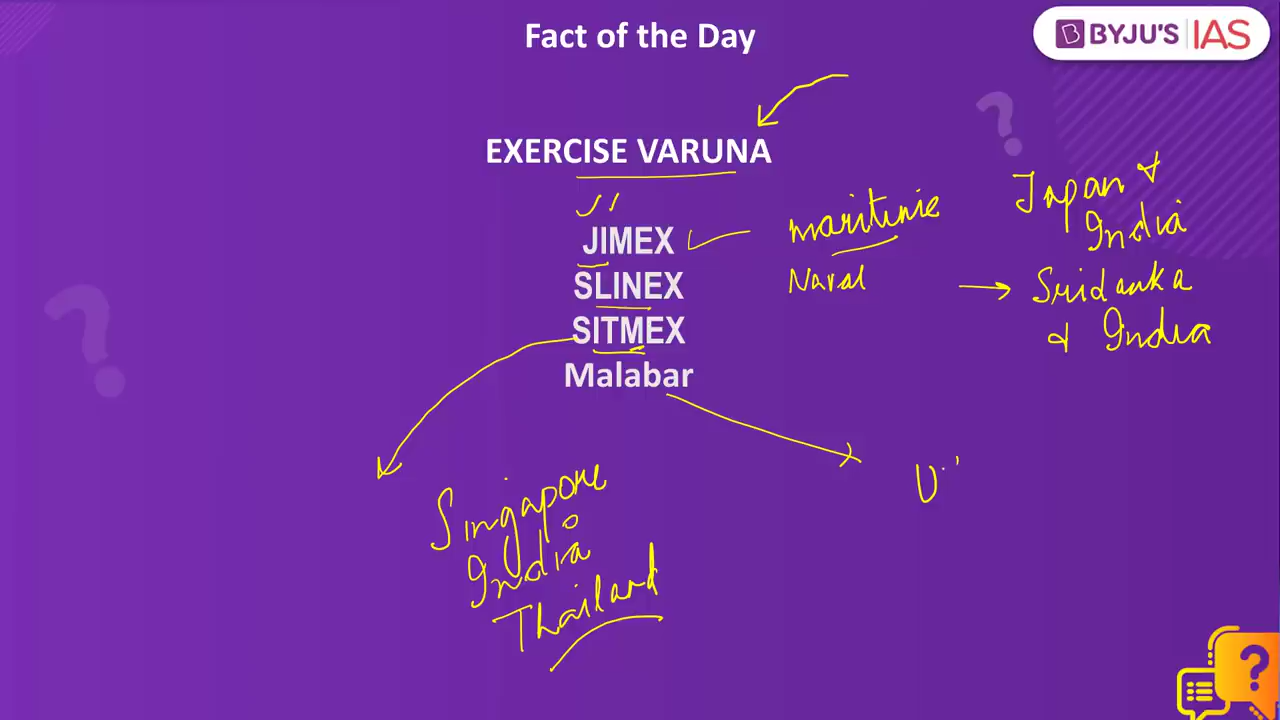 Fact of the Day
BYJU'S IAS
EXERCISE VARUNA
JIMEX
SLINEX
SITMEX
Malabar
maritime
Naval
Japan &
India
Srilanka
& India
Singapore
India
Thailand
U